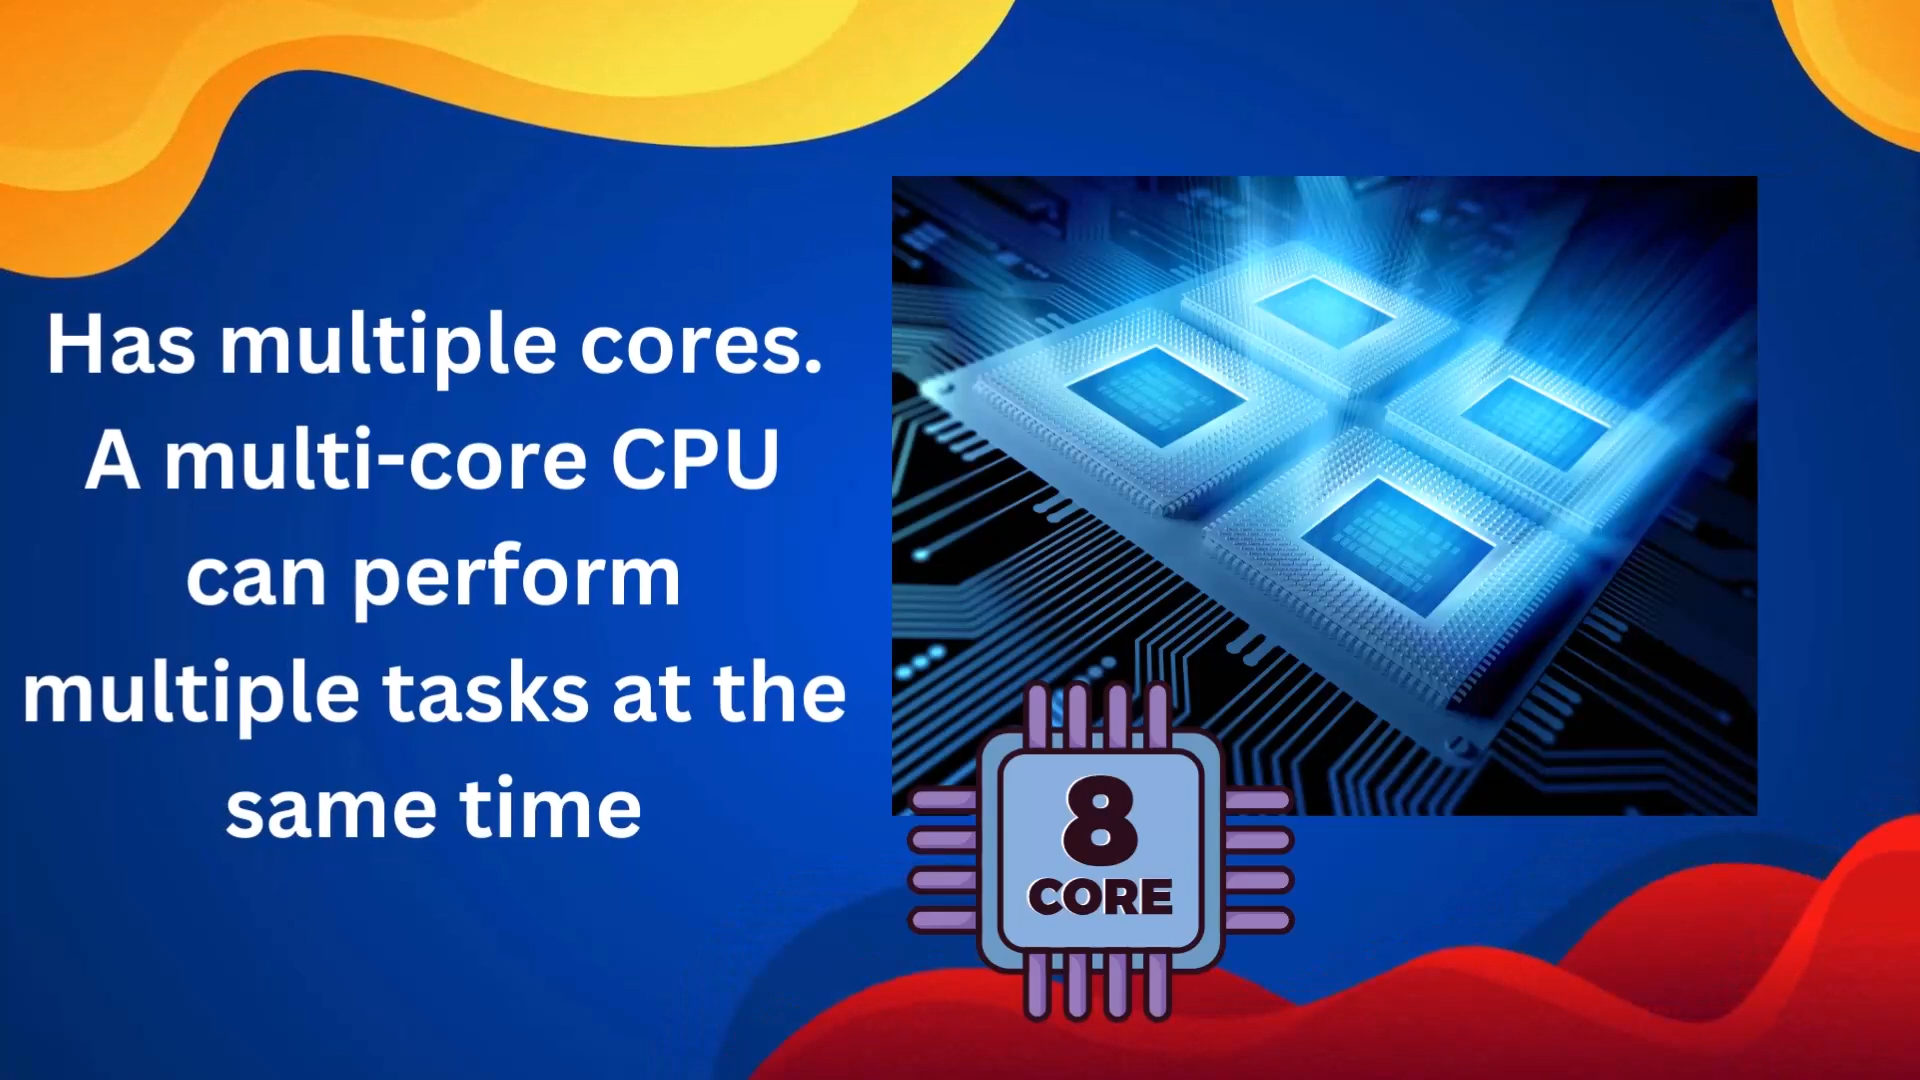 Has multiple cores.
A multi-core CPU
can perform
multiple tasks at the
same time
8
CORE